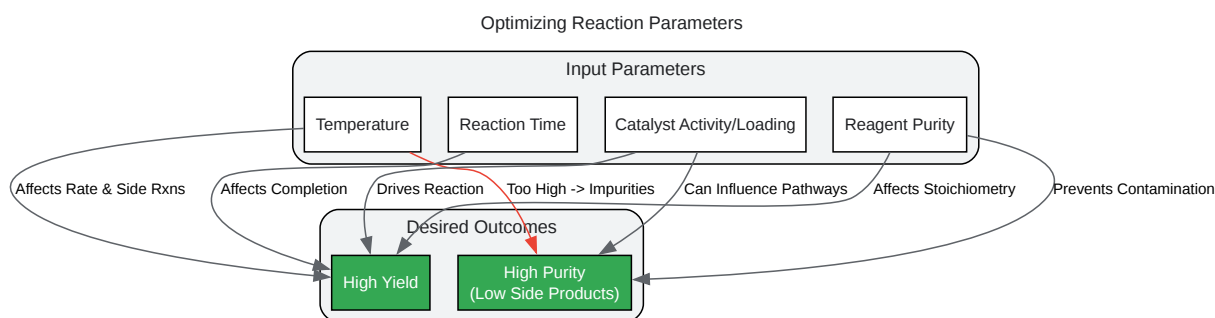 Optimizing Reaction Parameters
Input Parameters
Temperature
Reaction Time
Catalyst Activity/Loading
Reagent Purity
Affects Rate & Side Rxns
Affects Completion
Drives Reaction
Too High -> Impurities
Can Influence Pathways
Affects Stoichiometry
Prevents Contamination
Desired Outcomes
High Yield
High Purity
(Low Side Products)